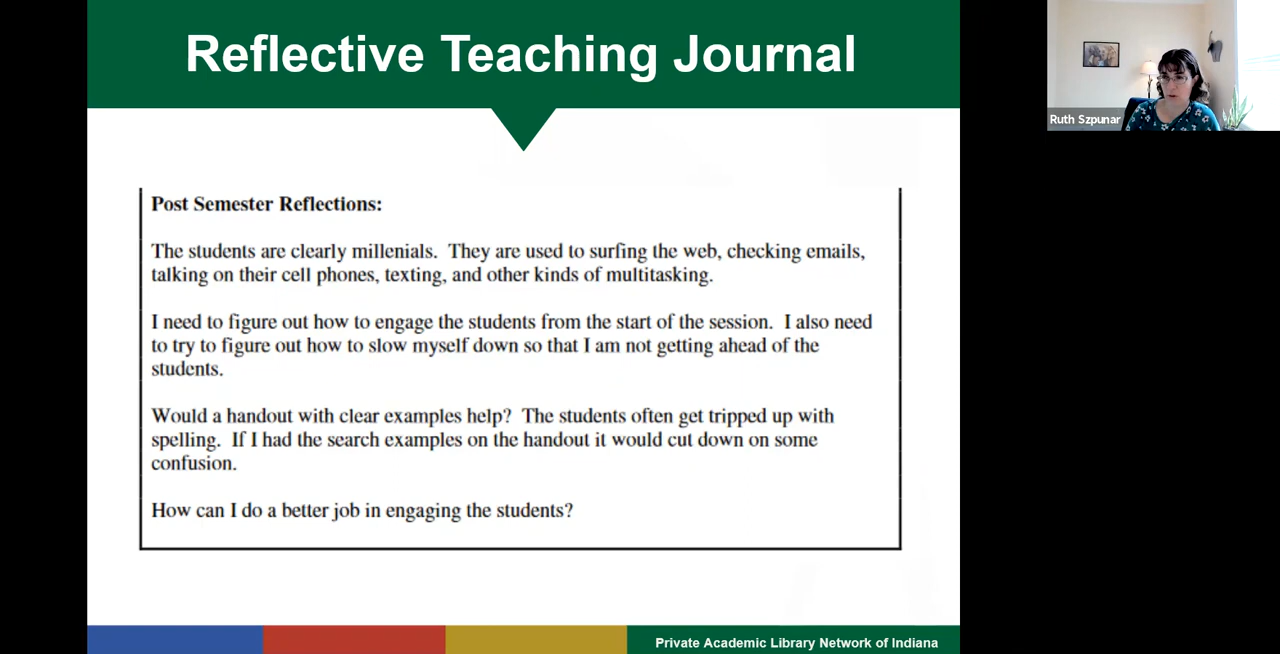 Reflective Teaching Journal
Ruth Szpunar
Post Semester Reflections:
The students are clearly millenials. They are used to surfing the web, checking emails,
talking on their cell phones, texting, and other kinds of multitasking.
I need to figure out how to engage the students from the start of the session. I also need
to try to figure out how to slow myself down so that I am not getting ahead of the
students.
Would a handout with clear examples help? The students often get tripped up with
spelling. If I had the search examples on the handout it would cut down on some
confusion.
How can I do a better job in engaging the students?
Private Academic Library Network of Indiana